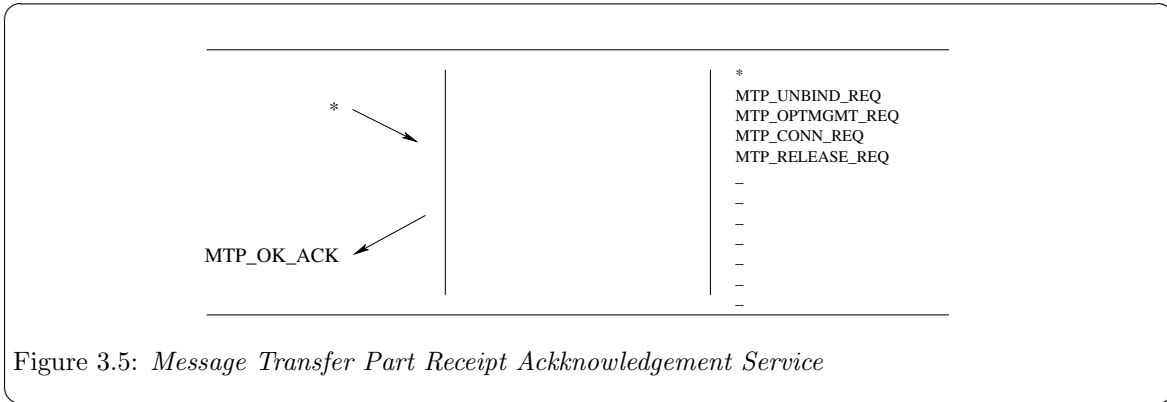 *
MTP_OK_ACK
*
MTP_UNBIND_REQ
MTP_OPTMGMT_REQ
MTP_CONN_REQ
MTP_RELEASE_REQ
–
–
–
–
–
–
–
Figure 3.5: Message Transfer Part Receipt Ackknowledgement Service